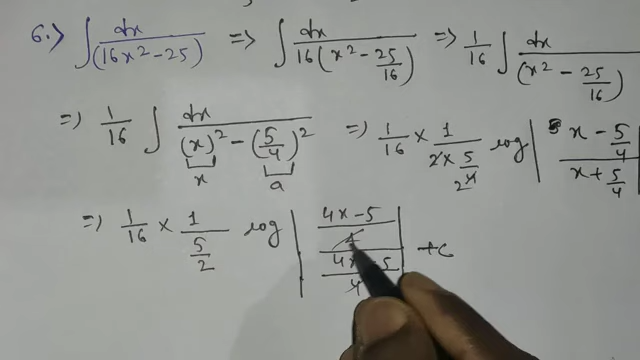 6.> ∫ dx/(16x² - 25) => ∫ dx/16(x² - 25/16) => 1/16 ∫ dx/(x² - 25/16)
=> 1/16 ∫ dx/((x)² - (5/4)²) => 1/16 × 1/(2 × 5/4) log |(x - 5/4)/(x + 5/4)|
x a 2
=> 1/16 × 1/(5/2) log |((4x - 5)/4)/((4x 5)/4)| + c